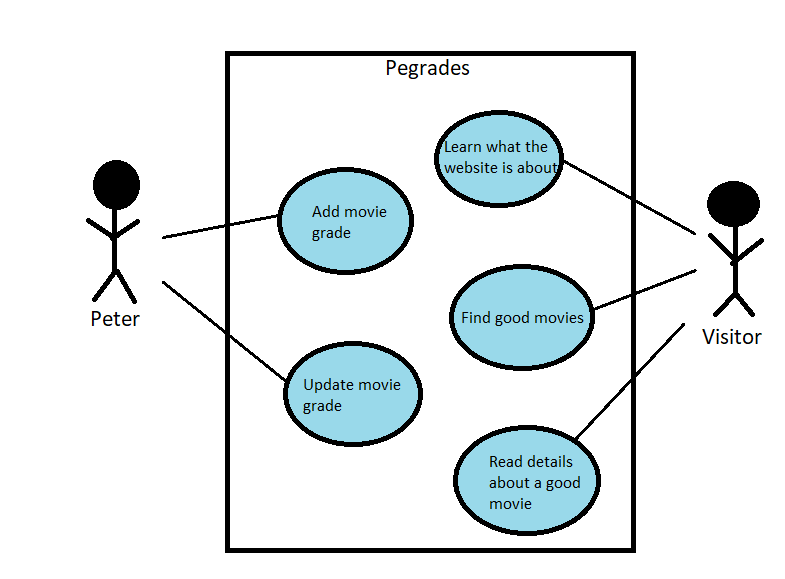 Pegrades
Learn what the
website is about
Add movie
grade
Peter
Find good movies
Visitor
Update movie
grade
Read details
about a good
movie